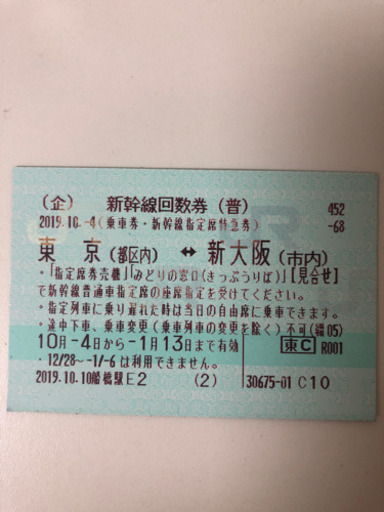 (企) 新幹線回数券(普) 452
2019.10.-4(乗車券・新幹線指定席特急券) -68
東 京(都区内) ↔ 新大阪(市内)
・「指定席券売機」「みどりの窓口(きっぷうりば)」【見合せ】
で新幹線普通車指定席の座席指定を受けてください。
・指定列車に乗り遅れた時は当日の自由席に乗車できます。
・途中下車、乗車変更(乗車列車の変更を除く)不可(繍05)
10月-4日から-1月13日まで有効 東C R001
・12/28~-1/-6 は利用できません。
2019.10.10船橋駅E2 (2) 30675-01 C10